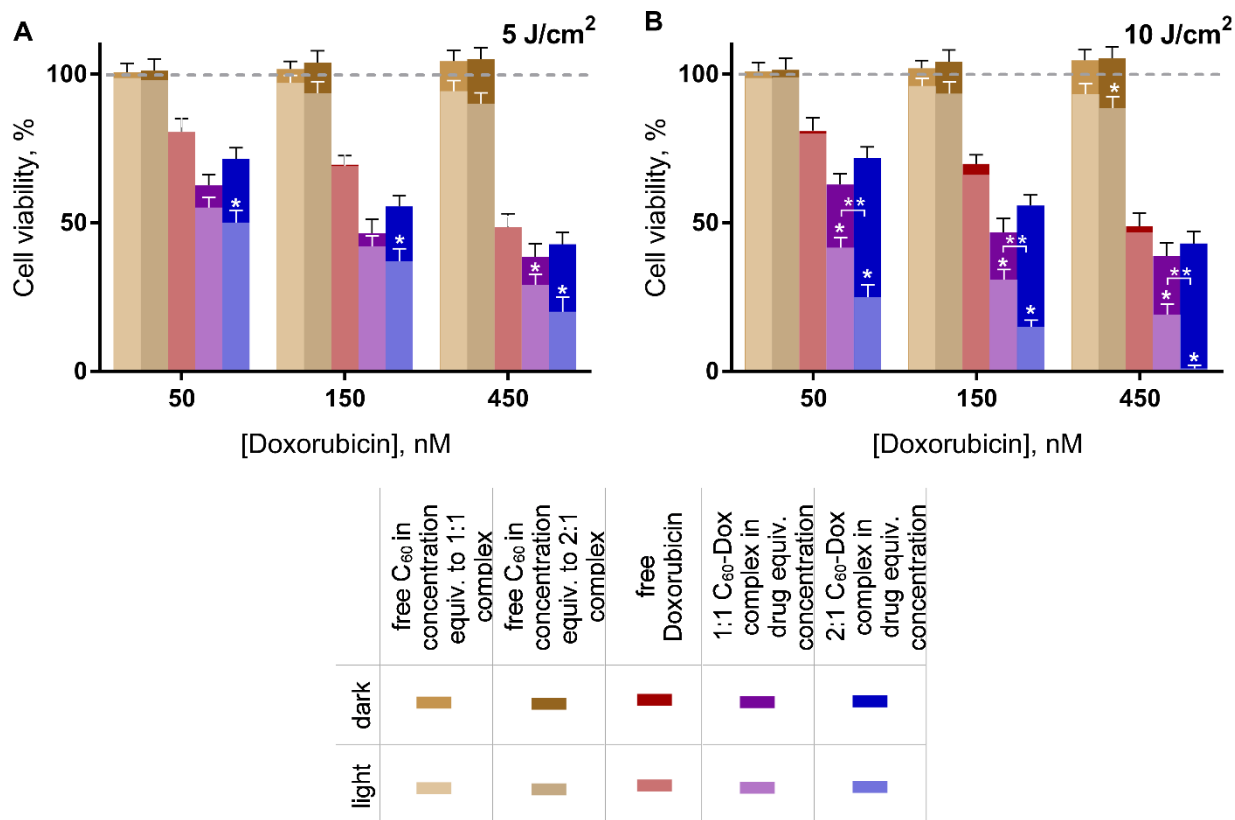 A
5 J/cm²
Cell viability, %
100
50
0
*
*
*
*
50
150
450
[Doxorubicin], nM
B
10 J/cm²
Cell viability, %
100
50
0
**
*
*
**
*
*
*
**
*
*
50
150
450
[Doxorubicin], nM
free C₆₀ in
concentration
equiv. to 1:1
complex
free C₆₀ in
concentration
equiv. to 2:1
complex
free
Doxorubicin
1:1 C₆₀-Dox
complex in
drug equiv.
concentration
2:1 C₆₀-Dox
complex in
drug equiv.
concentration
dark
light